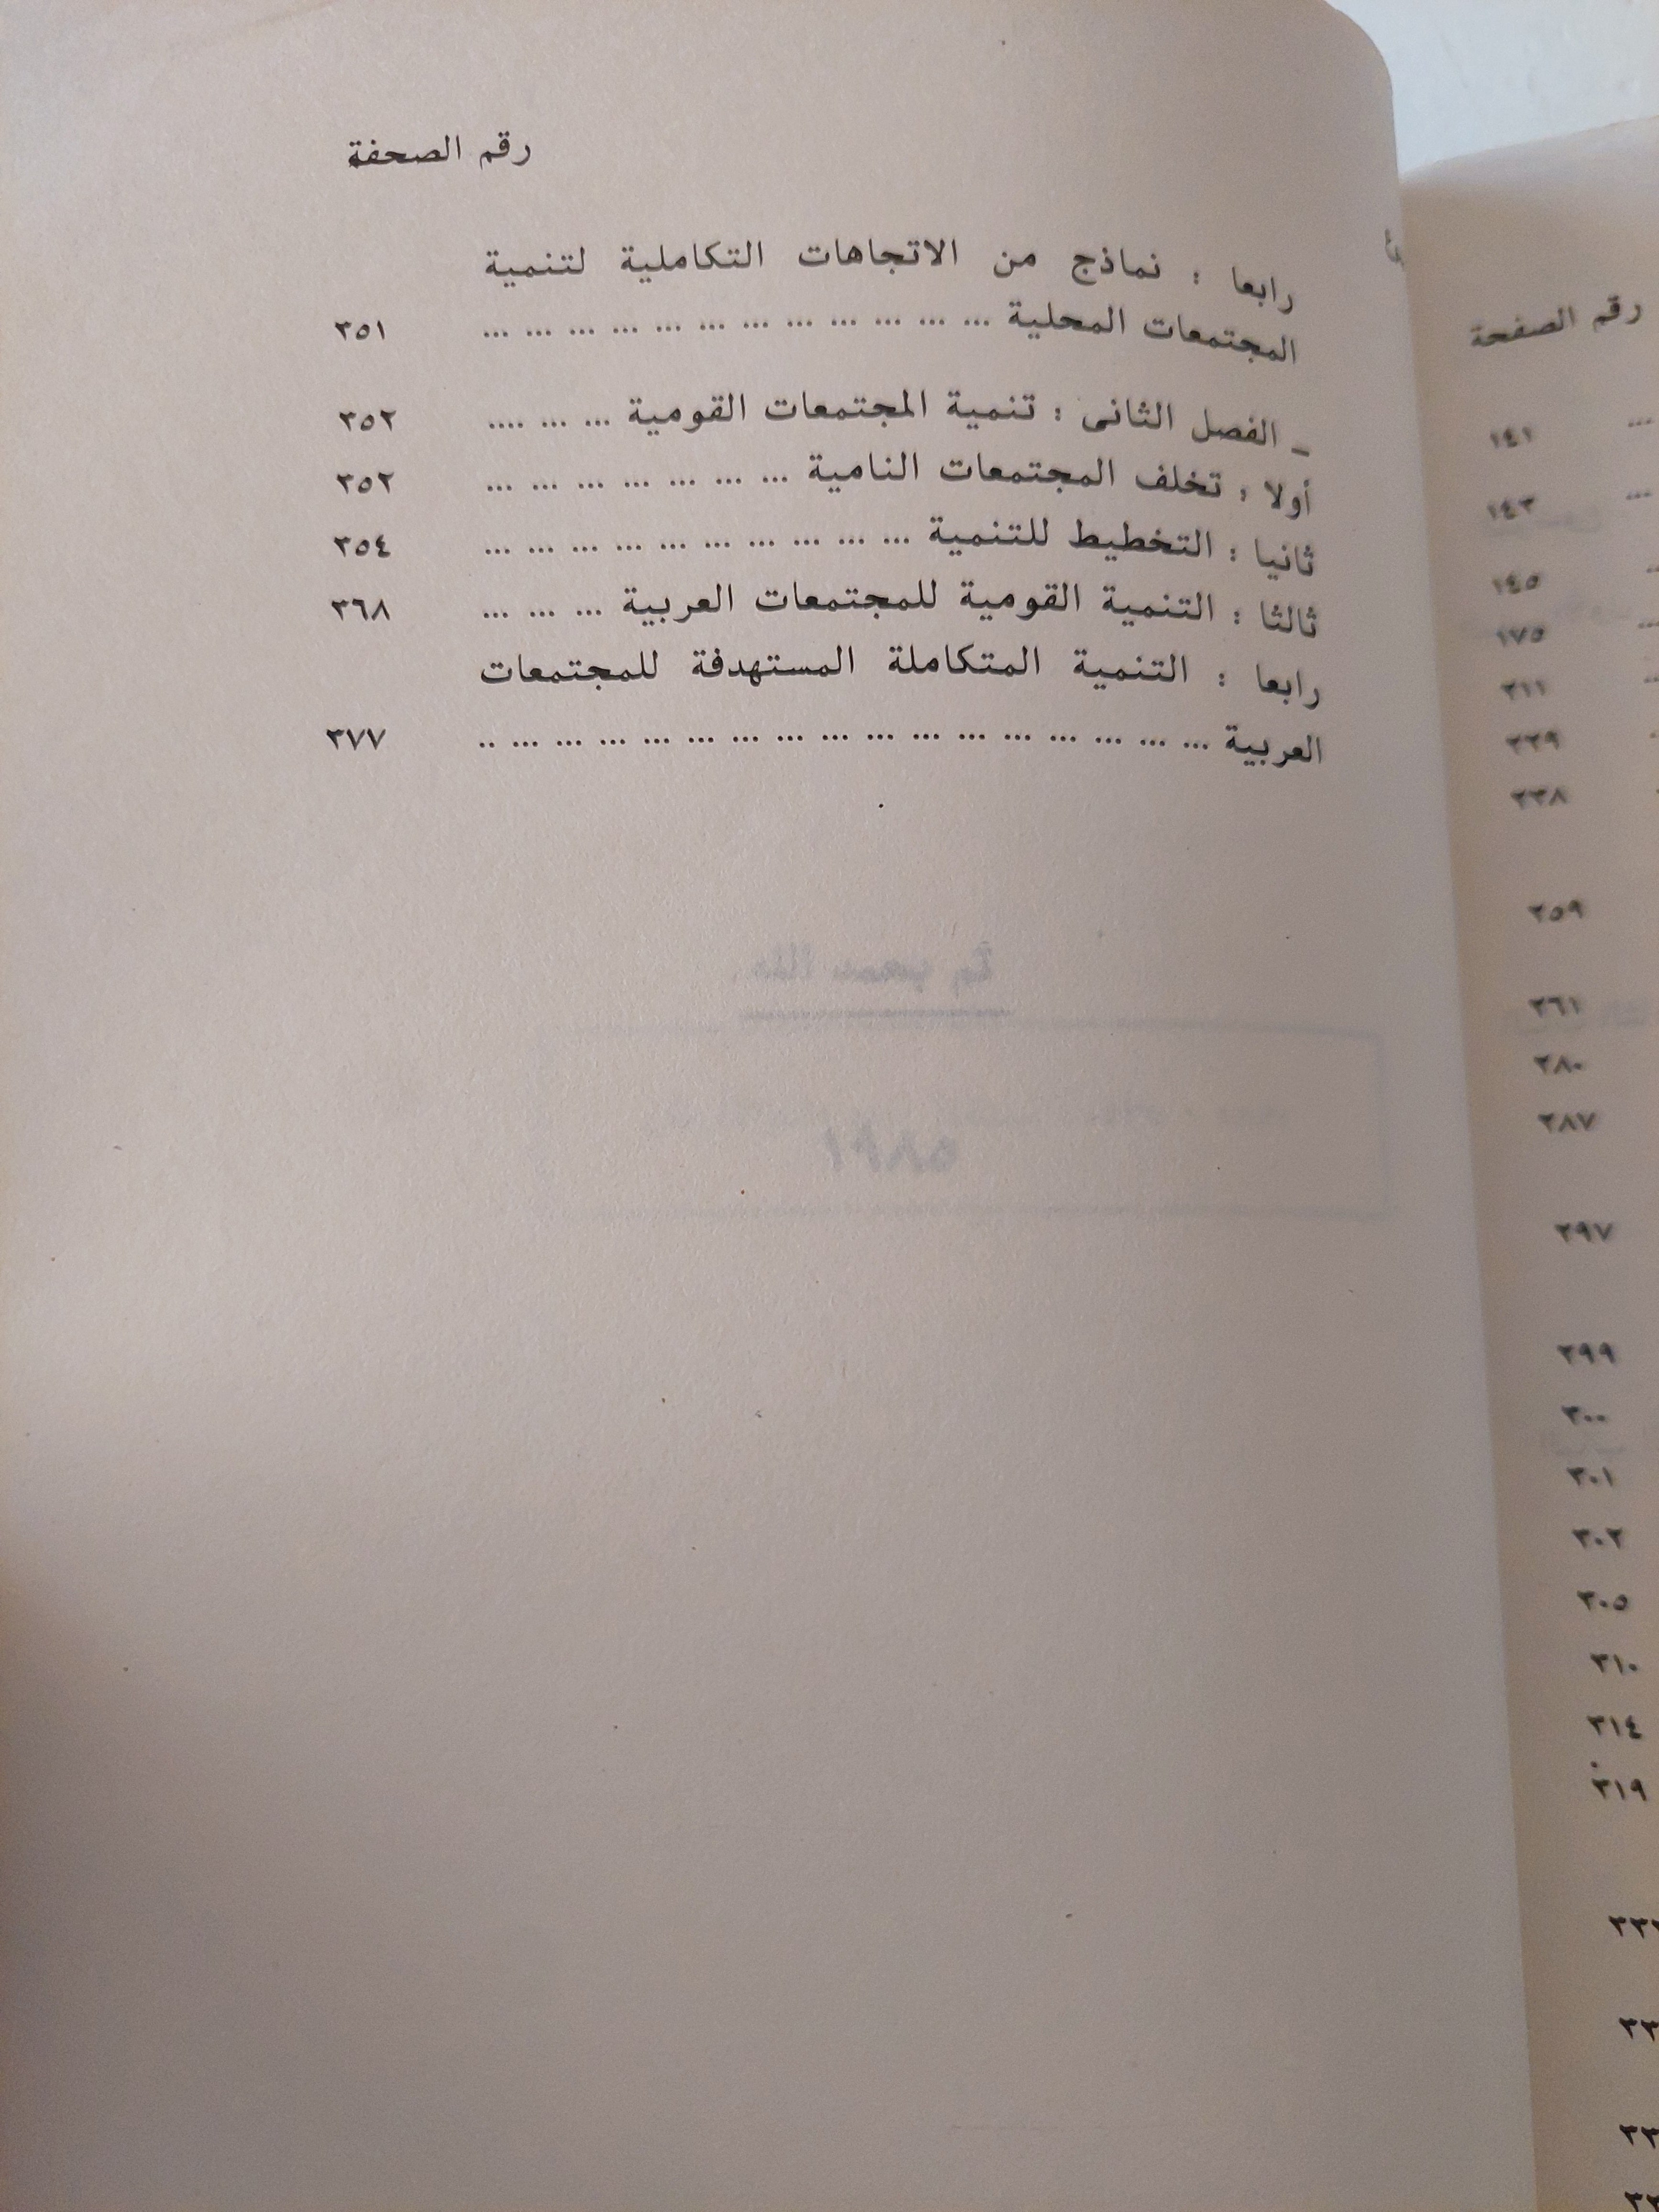 رقم الصحفة
رابعا : نماذج من الاتجاهات التكاملية لتنمية
المجتمعات المحلية ... ... ... ... ... ... ... ... ... ... ... ... ٣٥١
_ الفصل الثانى : تنمية المجتمعات القومية ... ... .... ٣٥٢
أولا : تخلف المجتمعات النامية ... ... ... ... ... ... ... ٣٥٢
ثانيا : التخطيط للتنمية ... ... ... ... ... ... ... ... ... ... ٣٥٤
ثالثا : التنمية القومية للمجتمعات العربية ... ... ... ٣٦٨
رابعا : التنمية المتكاملة المستهدفة للمجتمعات
العربية ... ... ... ... ... ... ... ... ... ... ... ... ... ... ... ... .. ٣٧٧
رقم الصفحة
... ١٤١
... ١٤٣
١٤٥
١٧٥
٢١١
٢٢٩
٢٣٨
٢٥٩
٢٦١
٢٨٠
٢٨٧
٢٩٧
٢٩٩
٣٠٠
٣٠١
٣٠٢
٣٠٥
٣١٠
٣١٤
٣١٩